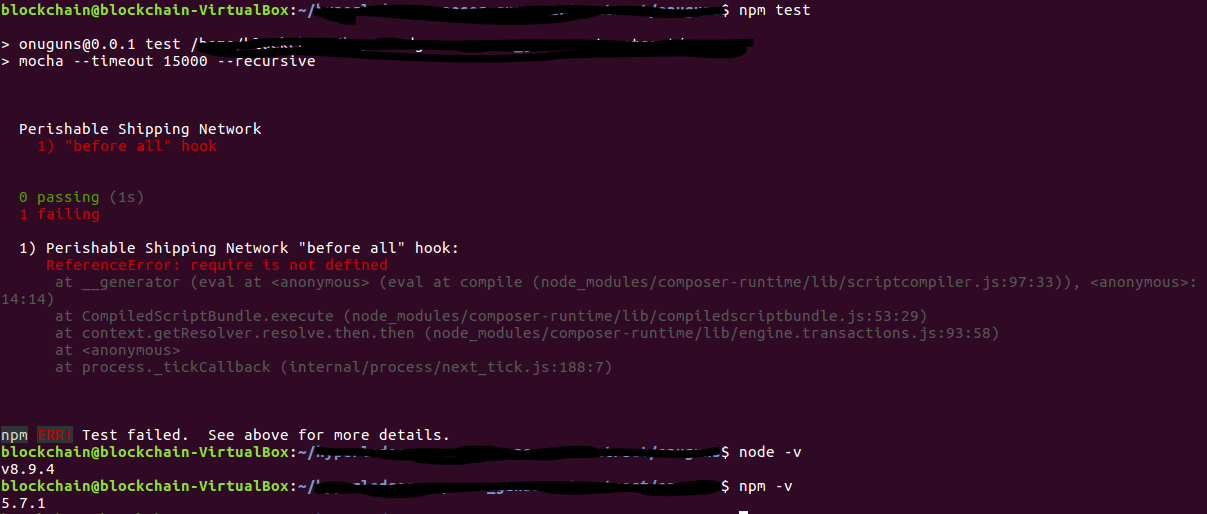 blockchain@blockchain-VirtualBox:~/ $ npm test
> onuguns@0.0.1 test /
> mocha --timeout 15000 --recursive
Perishable Shipping Network
1) "before all" hook
0 passing (1s)
1 failing
1) Perishable Shipping Network "before all" hook:
ReferenceError: require is not defined
at __generator (eval at <anonymous> (eval at compile (node_modules/composer-runtime/lib/scriptcompiler.js:97:33)), <anonymous>:
14:14)
at CompiledScriptBundle.execute (node_modules/composer-runtime/lib/compiledscriptbundle.js:53:29)
at context.getResolver.resolve.then.then (node_modules/composer-runtime/lib/engine.transactions.js:93:58)
at <anonymous>
at process._tickCallback (internal/process/next_tick.js:188:7)
npm ERR! Test failed.  See above for more details.
blockchain@blockchain-VirtualBox:~/ $ node -v
v8.9.4
blockchain@blockchain-VirtualBox:~/ $ npm -v
5.7.1
blockchain@blockchain-VirtualBox:~/